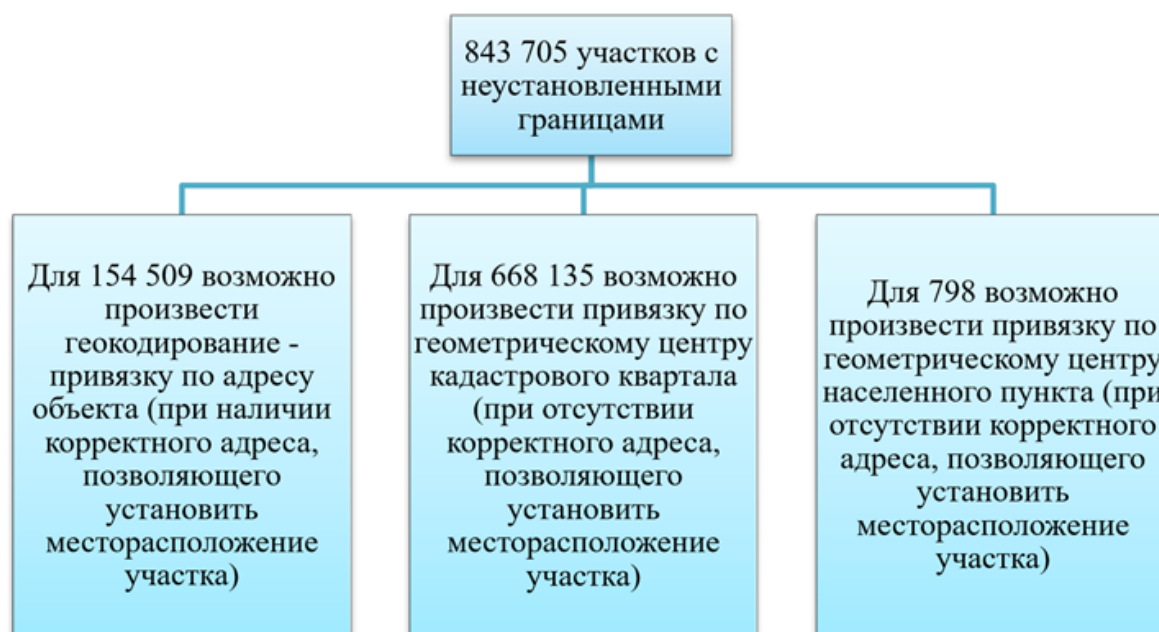 843 705 участков с
неустановленными
границами
Для 154 509 возможно
произвести
геокодирование -
привязку по адресу
объекта (при наличии
корректного адреса,
позволяющего
установить
месторасположение
участка)
Для 668 135 возможно
произвести привязку по
геометрическому центру
кадастрового квартала
(при отсутствии
корректного адреса,
позволяющего
установить
месторасположение
участка)
Для 798 возможно
произвести привязку по
геометрическому центру
населенного пункта (при
отсутствии корректного
адреса, позволяющего
установить
месторасположение
участка)